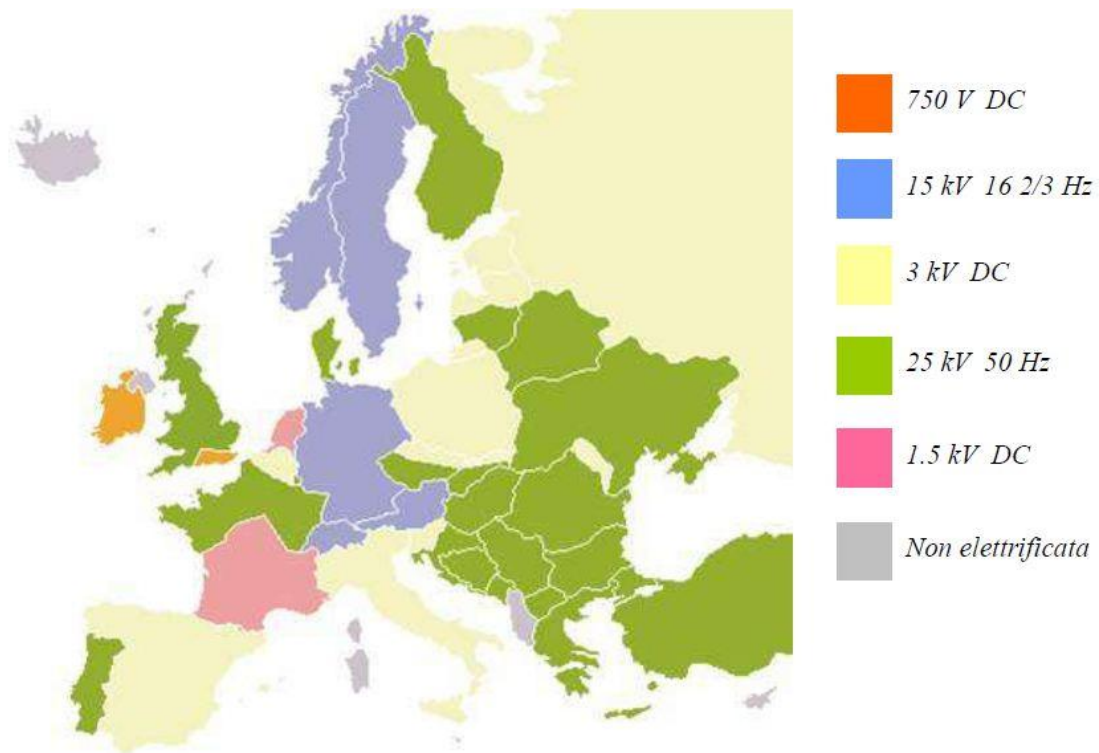 750 V DC
15 kV 16 2/3 Hz
3 kV DC
25 kV 50 Hz
1.5 kV DC
Non elettrificata